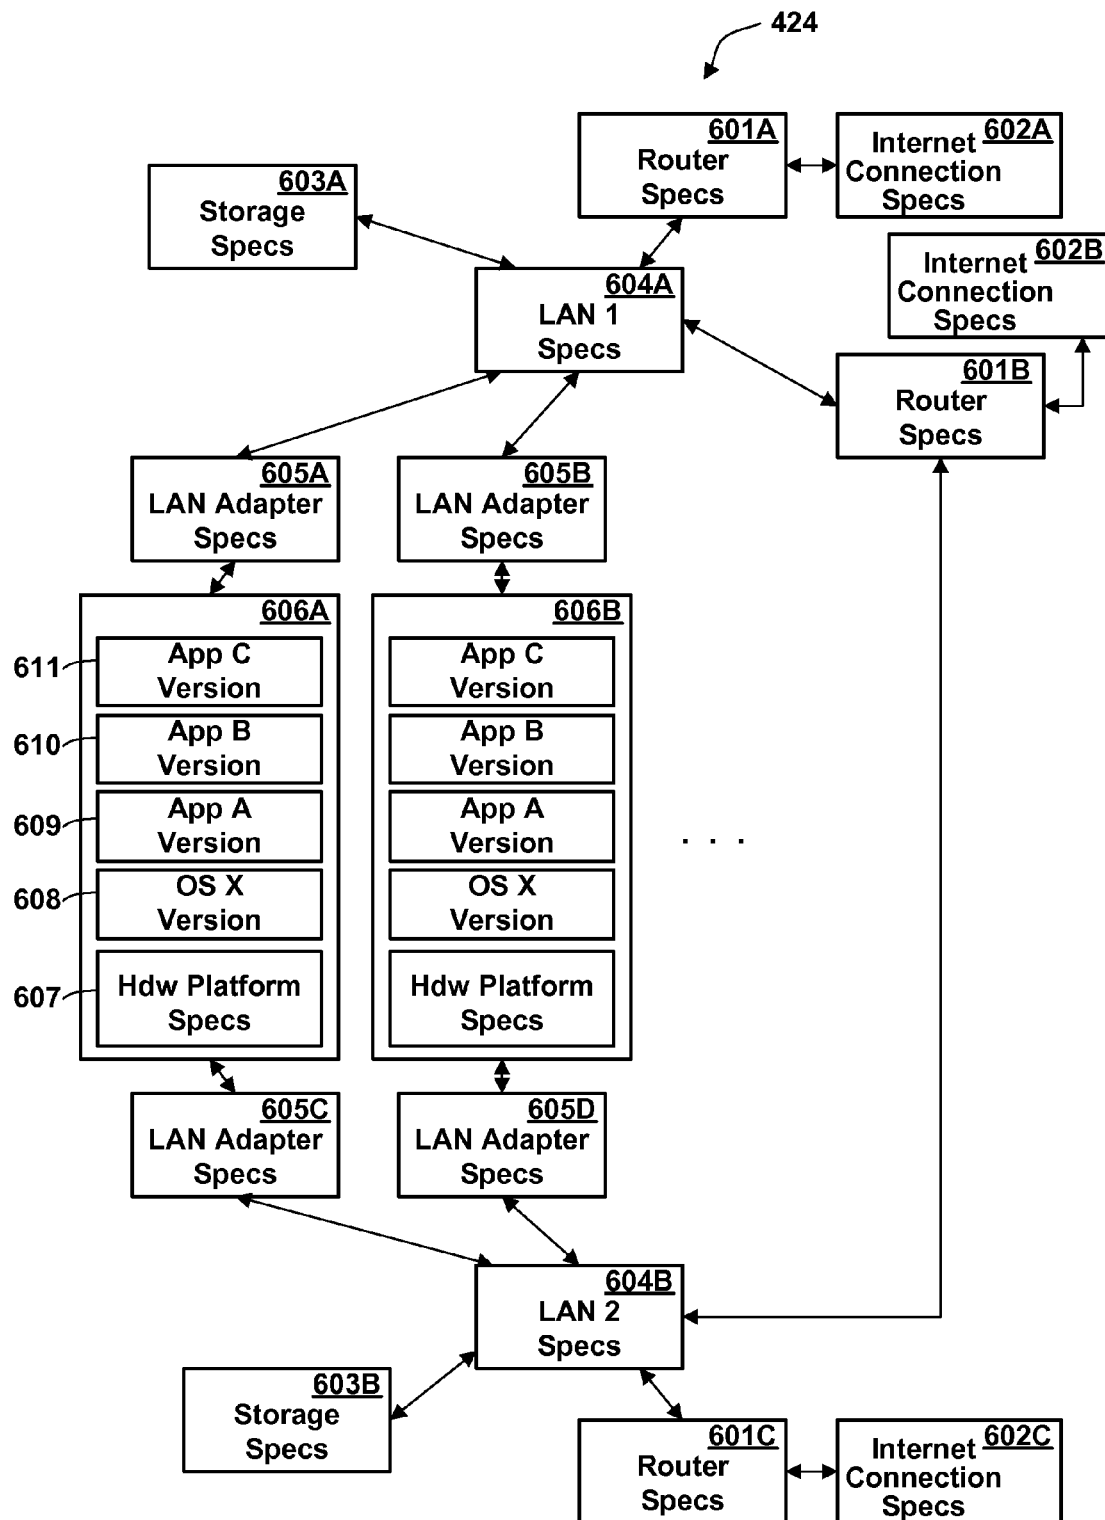 424
601A
Router
Specs
602A
Internet
Connection
Specs
603A
Storage
Specs
602B
Internet
Connection
Specs
604A
LAN 1
Specs
601B
Router
Specs
605A
LAN Adapter
Specs
605B
LAN Adapter
Specs
606A
611
App C
Version
610
App B
Version
609
App A
Version
608
OS X
Version
607
Hdw Platform
Specs
606B
App C
Version
App B
Version
App A
Version
OS X
Version
Hdw Platform
Specs
. . .
605C
LAN Adapter
Specs
605D
LAN Adapter
Specs
604B
LAN 2
Specs
603B
Storage
Specs
601C
Router
Specs
602C
Internet
Connection
Specs